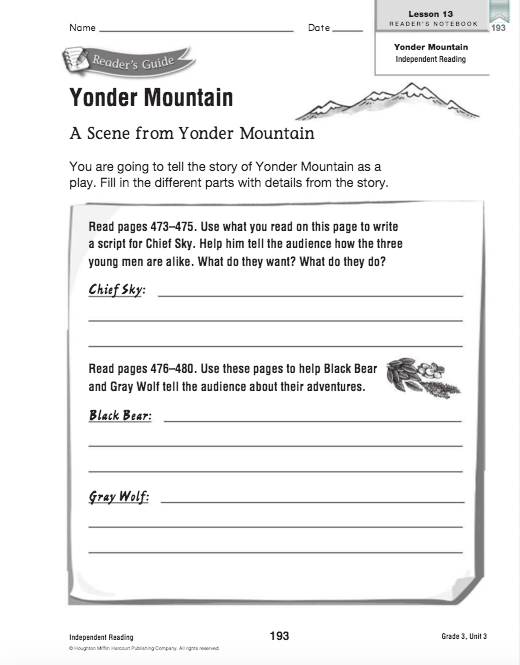 Lesson 13
READER'S NOTEBOOK
193
Name Date
Yonder Mountain
Independent Reading
Reader's Guide
Yonder Mountain
A Scene from Yonder Mountain
You are going to tell the story of Yonder Mountain as a
play. Fill in the different parts with details from the story.
Read pages 473–475. Use what you read on this page to write
a script for Chief Sky. Help him tell the audience how the three
young men are alike. What do they want? What do they do?
Chief Sky:
Read pages 476–480. Use these pages to help Black Bear
and Gray Wolf tell the audience about their adventures.
Black Bear:
Gray Wolf:
Independent Reading 193 Grade 3, Unit 3
© Houghton Mifflin Harcourt Publishing Company. All rights reserved.